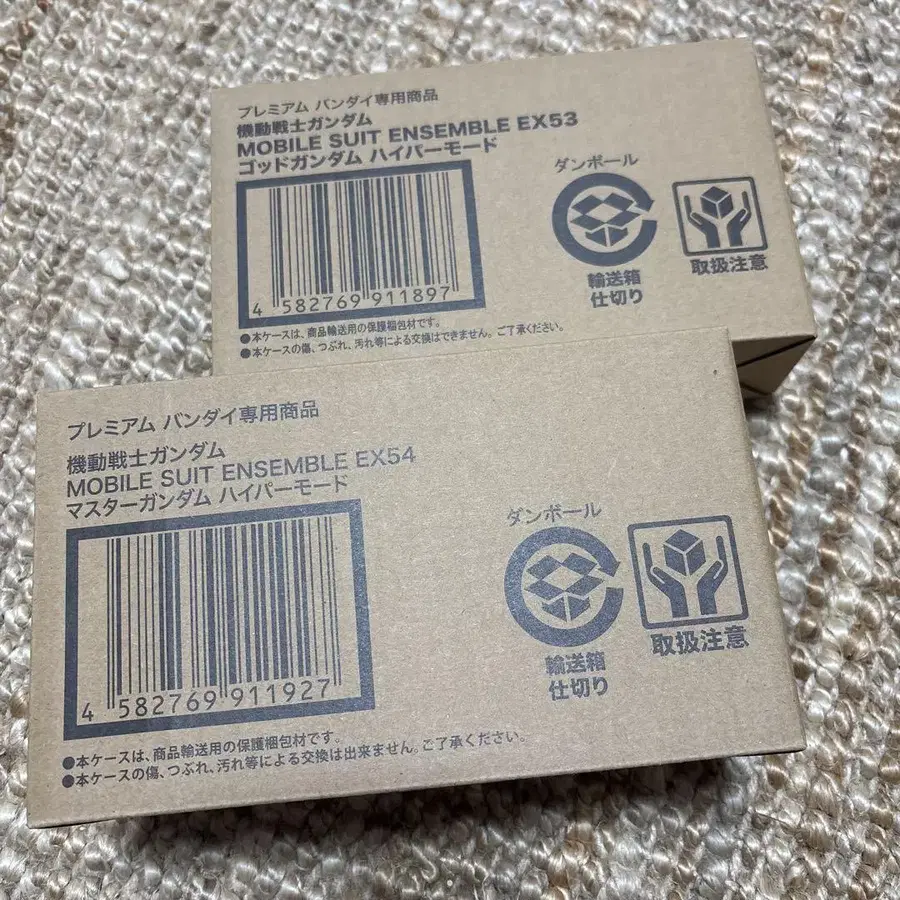 プレミアム バンダイ専用商品
機動戦士ガンダム
MOBILE SUIT ENSEMBLE EX53
ゴッドガンダム ハイパーモード
4 582769 911897
ダンボール
輸送箱
仕切り
取扱注意
●本ケースは、商品輸送用の保護梱包材です。
●本ケースの傷、つぶれ、汚れ等による交換はできません。ご了承ください。
プレミアム バンダイ専用商品
機動戦士ガンダム
MOBILE SUIT ENSEMBLE EX54
マスターガンダム ハイパーモード
4 582769 911927
ダンボール
輸送箱
仕切り
取扱注意
●本ケースは、商品輸送用の保護梱包材です。
●本ケースの傷、つぶれ、汚れ等による交換は出来ません。ご了承ください。